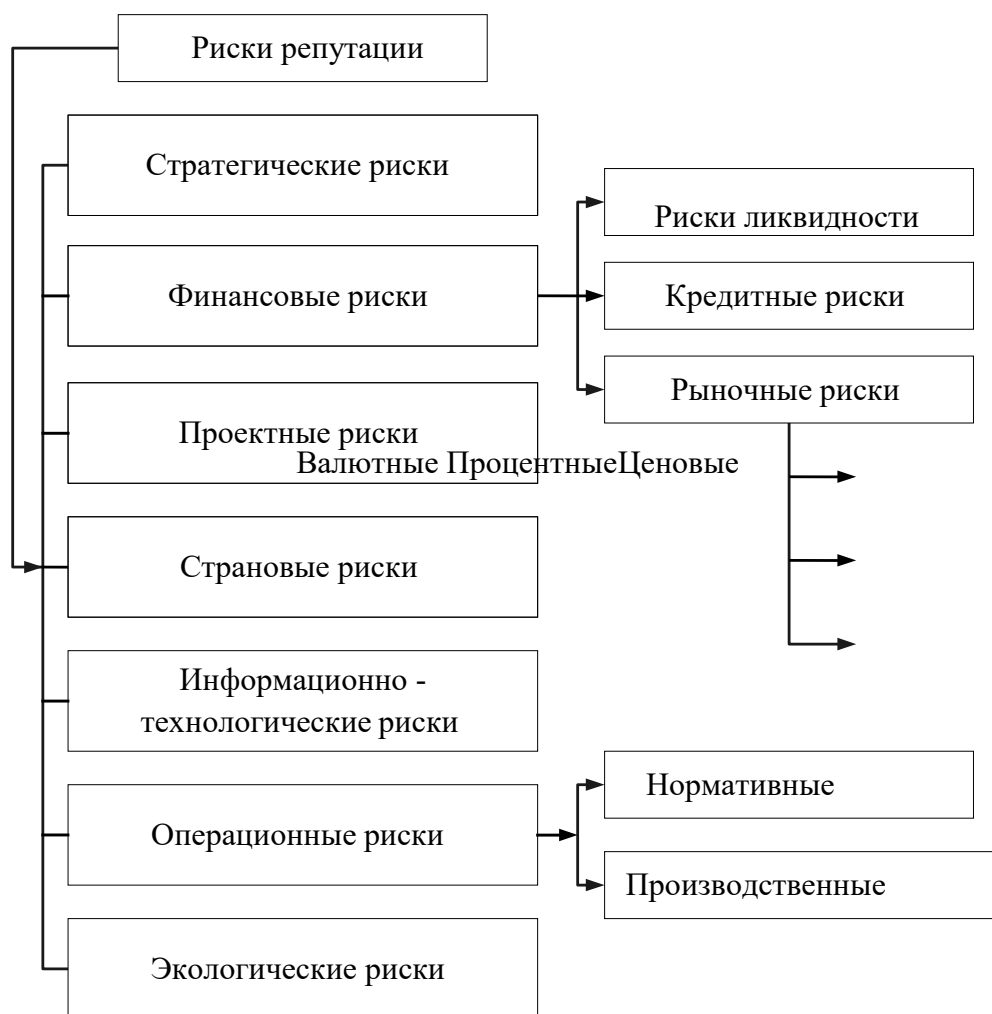 Риски репутации
Стратегические риски
Риски ликвидности
Финансовые риски
Кредитные риски
Рыночные риски
Проектные риски
Валютные ПроцентныеЦеновые
Страновые риски
Информационно -
технологические риски
Нормативные
Операционные риски
Производственные
Экологические риски